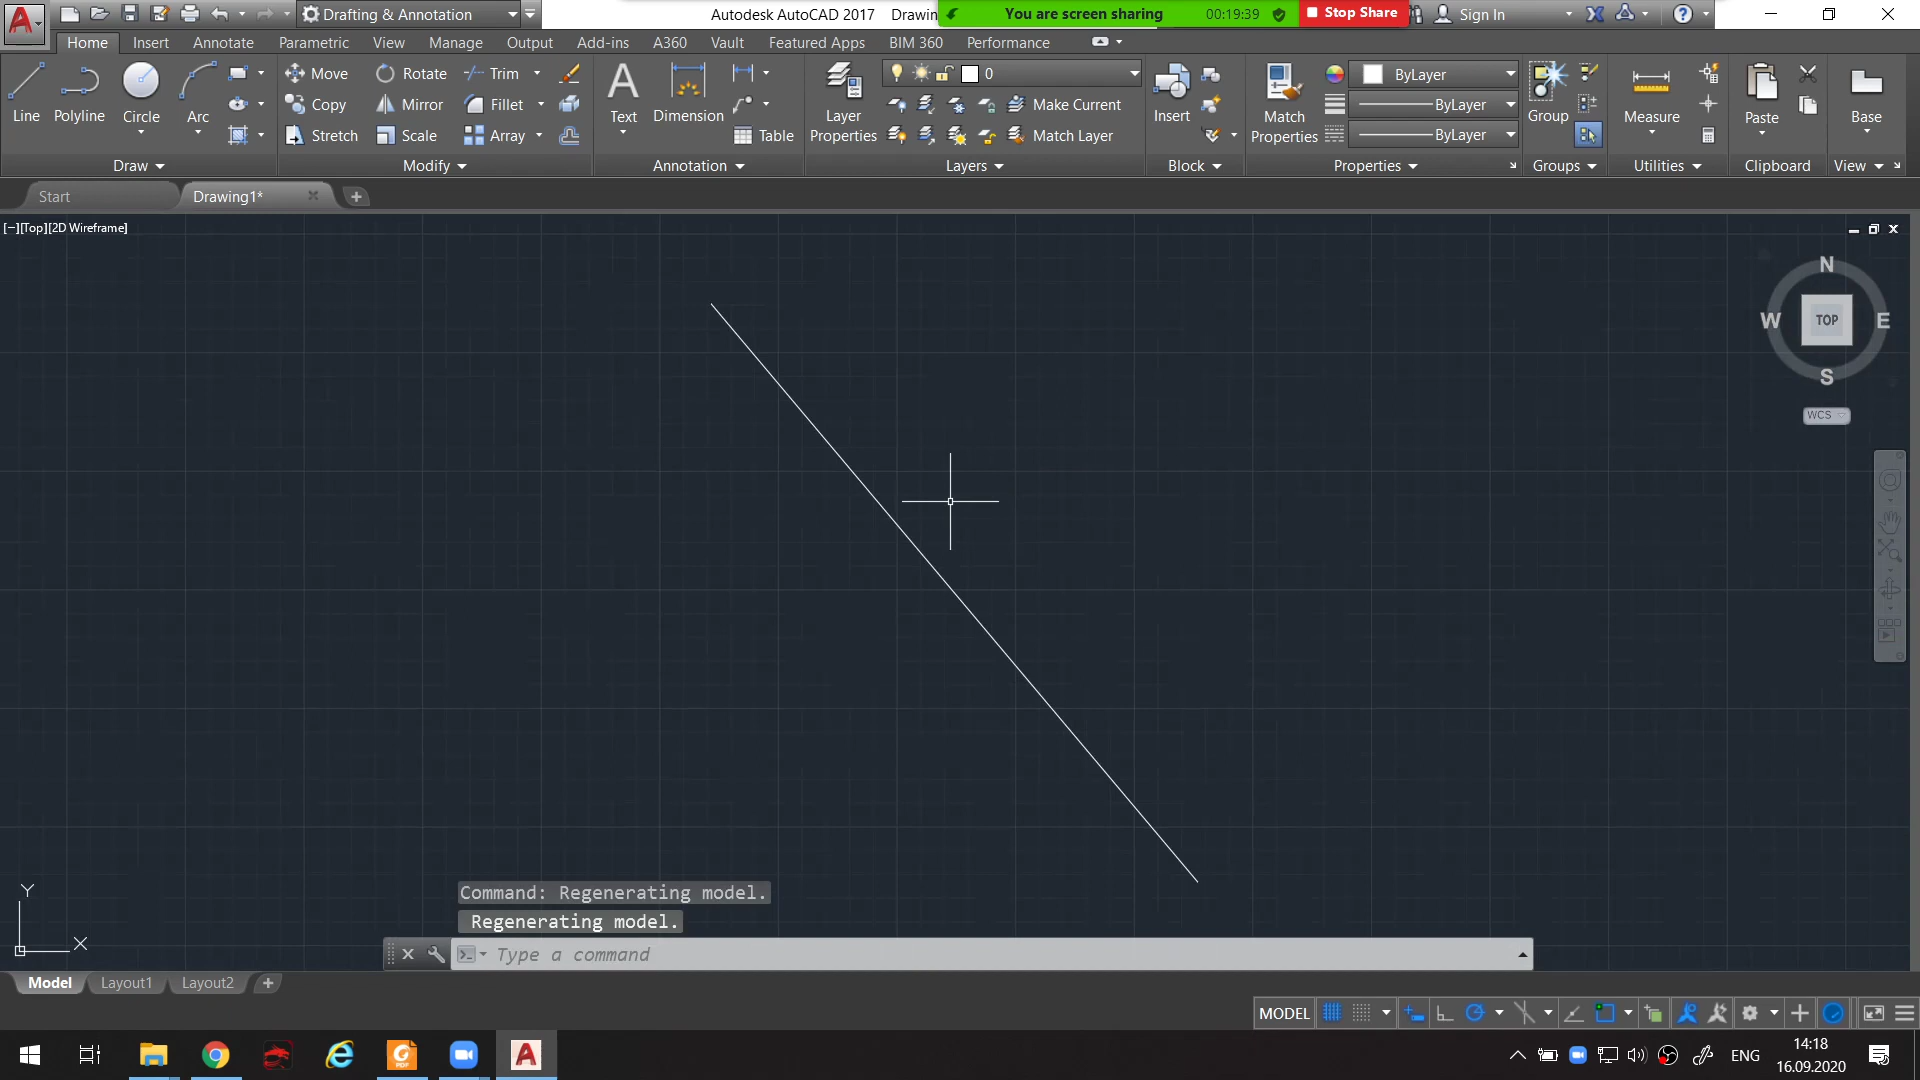 Drafting & Annotation
Autodesk AutoCAD 2017 Drawin
You are screen sharing 00:19:39 Stop Share
Sign In
Home Insert Annotate Parametric View Manage Output Add-ins A360 Vault Featured Apps BIM 360 Performance
Line Polyline Circle Arc
Move Rotate Trim
Copy Mirror Fillet
Stretch Scale Array
Text Dimension Table
Layer Properties
0
Make Current
Match Layer
Insert
Match Properties
ByLayer
ByLayer
ByLayer
Group Measure Paste Base
Draw Modify Annotation Layers Block Properties Groups Utilities Clipboard View
Start Drawing1*
[−][Top][2D Wireframe]
N
W TOP E
S
WCS
Y
X
Command: Regenerating model.
Regenerating model.
Type a command
Model Layout1 Layout2
MODEL
ENG
14:18
16.09.2020